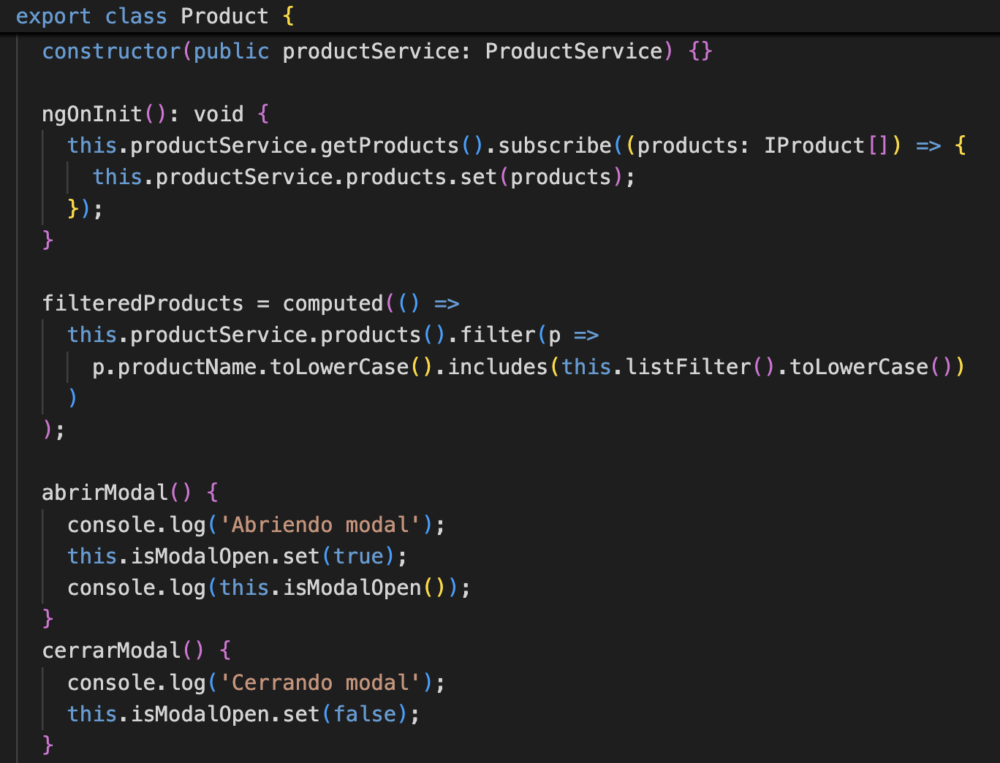 export class Product {
constructor(public productService: ProductService) {}
ngOnInit(): void {
this.productService.getProducts().subscribe((products: IProduct[]) => {
this.productService.products.set(products);
});
}
filteredProducts = computed(() =>
this.productService.products().filter(p =>
p.productName.toLowerCase().includes(this.listFilter().toLowerCase())
)
);
abrirModal() {
console.log('Abriendo modal');
this.isModalOpen.set(true);
console.log(this.isModalOpen());
}
cerrarModal() {
console.log('Cerrando modal');
this.isModalOpen.set(false);
}